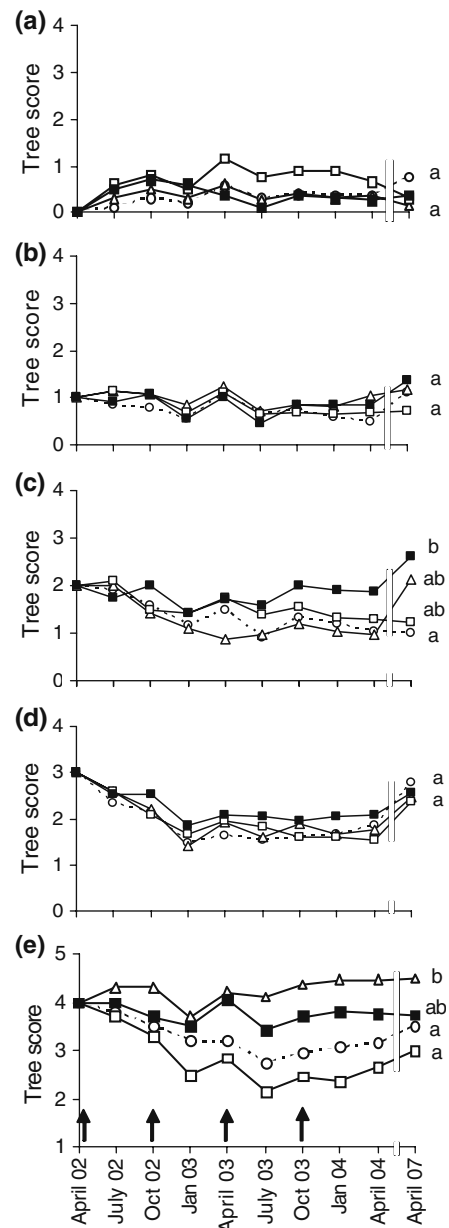 (a)
4
3
2
1
0
Tree score
a
a
(b)
4
3
2
1
0
Tree score
a
a
(c)
4
3
2
1
0
Tree score
b
ab
ab
a
(d)
4
3
2
1
0
Tree score
a
a
(e)
5
4
3
2
1
Tree score
b
ab
a
a
April 02
July 02
Oct 02
Jan 03
April 03
July 03
Oct 03
Jan 04
April 04
April 07